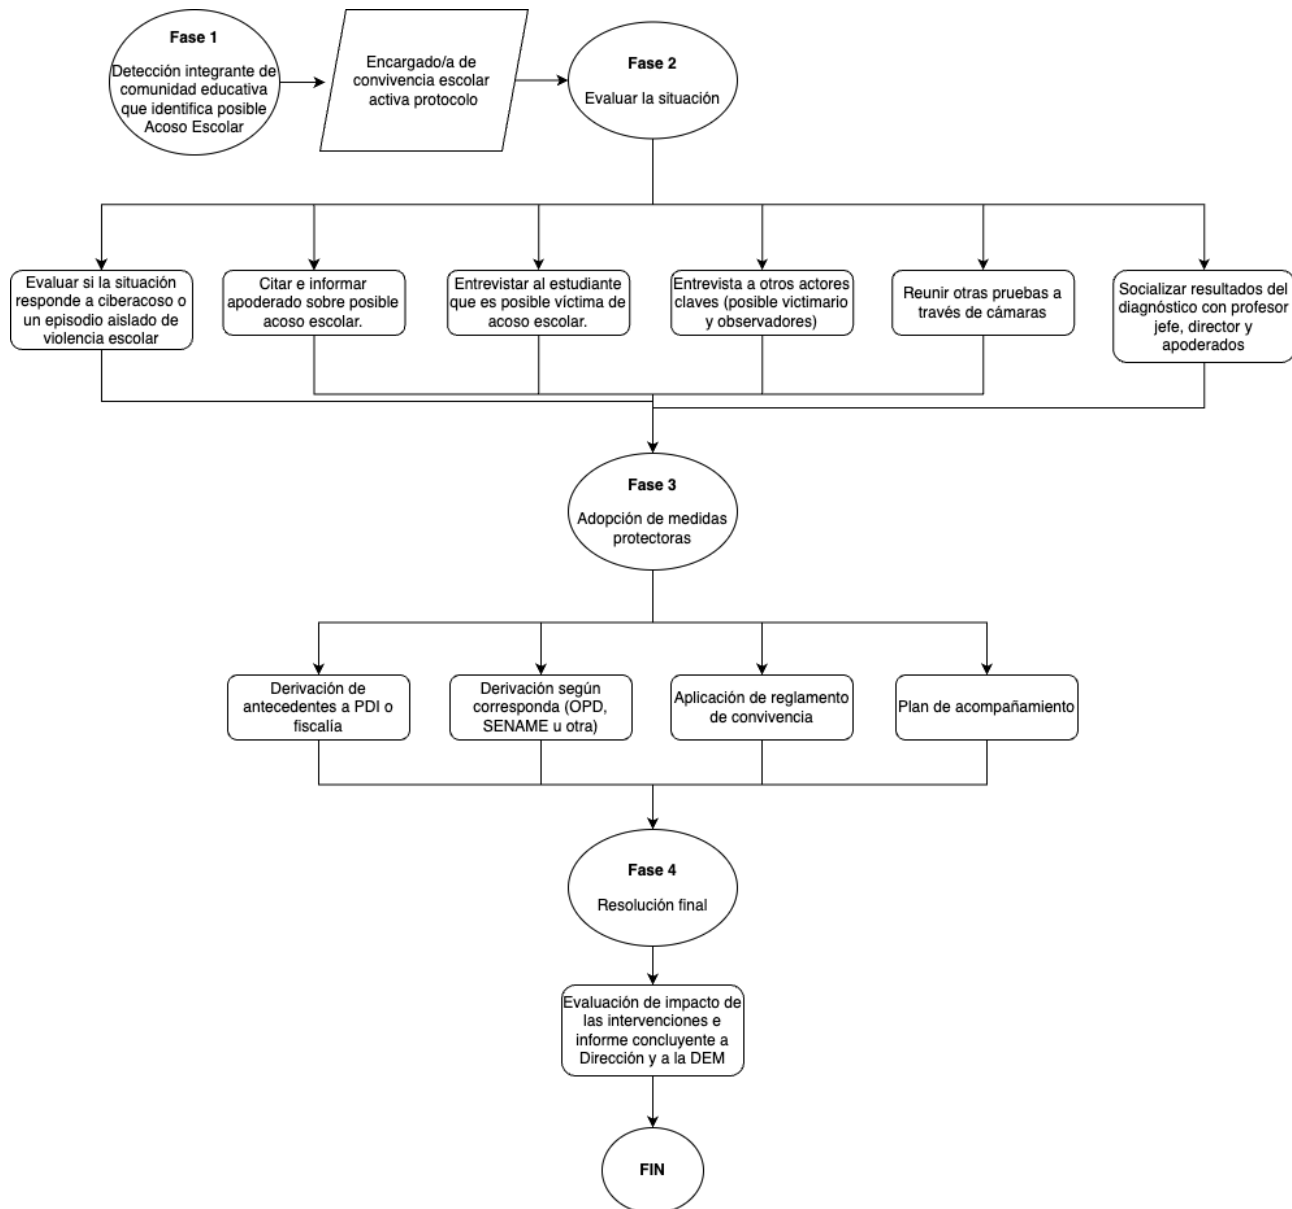 Fase 1
Detección integrante de
comunidad educativa
que identifica posible
Acoso Escolar
Encargado/a de
convivencia escolar
activa protocolo
Fase 2
Evaluar la situación
Evaluar si la situación
responde a ciberacoso o
un episodio aislado de
violencia escolar
Citar e informar
apoderado sobre posible
acoso escolar.
Entrevistar al estudiante
que es posible víctima de
acoso escolar.
Entrevista a otros actores
claves (posible victimario
y observadores)
Reunir otras pruebas a
través de cámaras
Socializar resultados del
diagnóstico con profesor
jefe, director y
apoderados
Fase 3
Adopción de medidas
protectoras
Derivación de
antecedentes a PDI o
fiscalía
Derivación según
corresponda (OPD,
SENAME u otra)
Aplicación de reglamento
de convivencia
Plan de acompañamiento
Fase 4
Resolución final
Evaluación de impacto de
las intervenciones e
informe concluyente a
Dirección y a la DEM
FIN